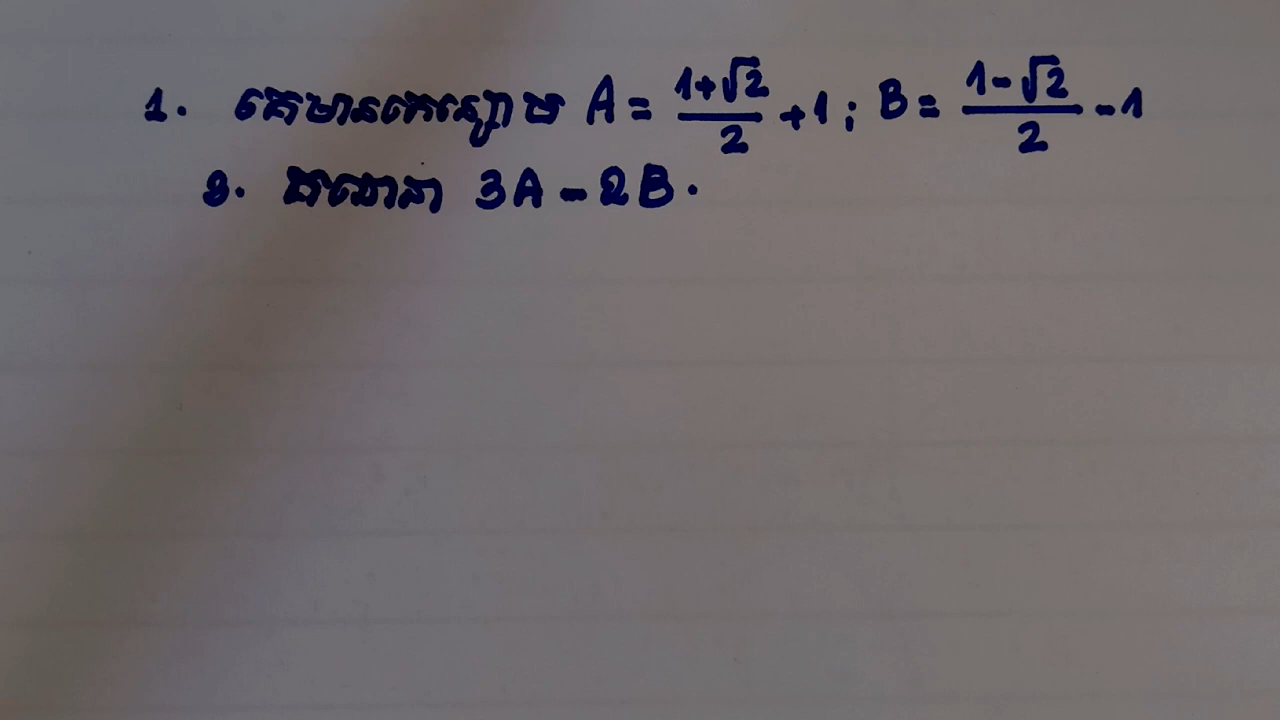 1. គេមានកន្សោម A = (1+√2)/2 + 1 ; B = (1-√2)/2 - 1
១. គណនា 3A - 2B.